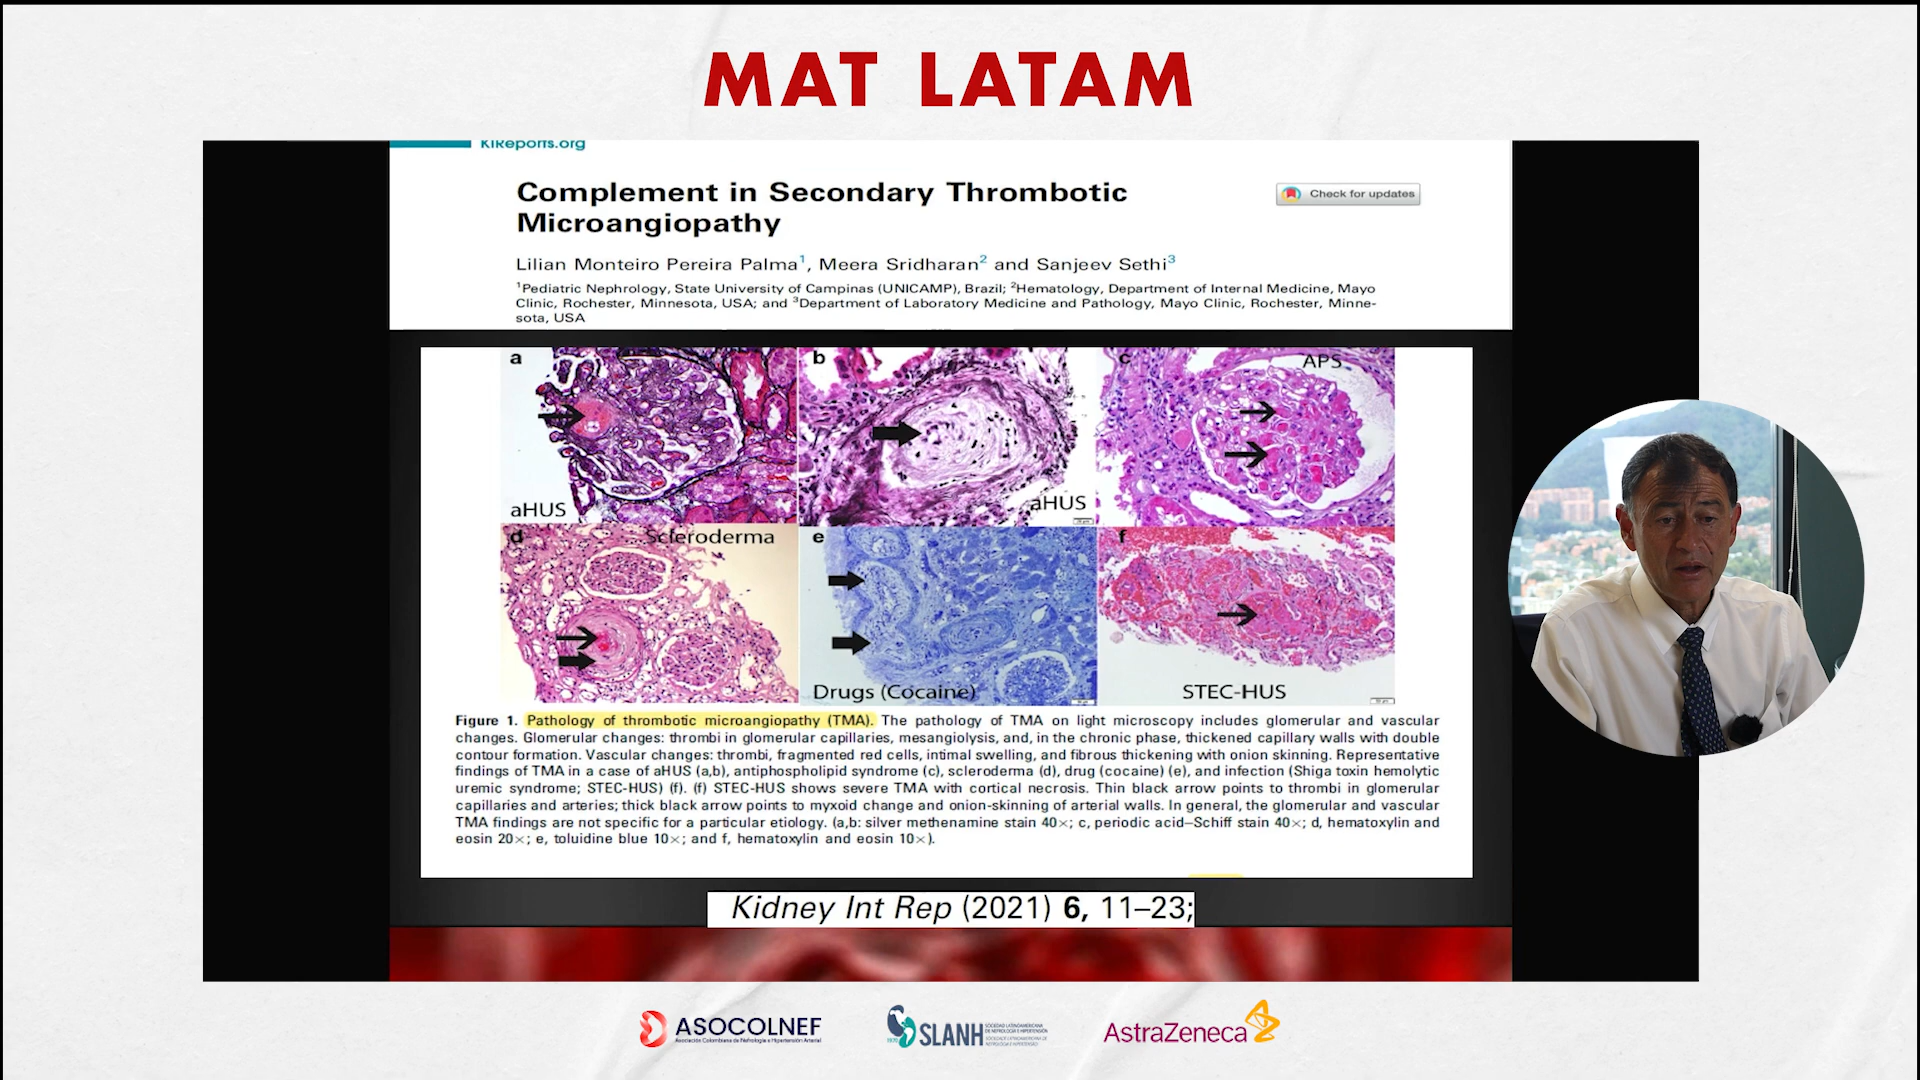 MAT LATAM
KIReports.org
Complement in Secondary Thrombotic
Microangiopathy
Check for updates
Lilian Monteiro Pereira Palma1, Meera Sridharan2 and Sanjeev Sethi3
1Pediatric Nephrology, State University of Campinas (UNICAMP), Brazil; 2Hematology, Department of Internal Medicine, Mayo
Clinic, Rochester, Minnesota, USA; and 3Department of Laboratory Medicine and Pathology, Mayo Clinic, Rochester, Minne-
sota, USA
a
aHUS
b
aHUS
c
APS
d
Scleroderma
e
Drugs (Cocaine)
f
STEC-HUS
Figure 1. Pathology of thrombotic microangiopathy (TMA). The pathology of TMA on light microscopy includes glomerular and vascular
changes. Glomerular changes: thrombi in glomerular capillaries, mesangiolysis, and, in the chronic phase, thickened capillary walls with double
contour formation. Vascular changes: thrombi, fragmented red cells, intimal swelling, and fibrous thickening with onion skinning. Representative
findings of TMA in a case of aHUS (a,b), antiphospholipid syndrome (c), scleroderma (d), drug (cocaine) (e), and infection (Shiga toxin hemolytic
uremic syndrome; STEC-HUS) (f). (f) STEC-HUS shows severe TMA with cortical necrosis. Thin black arrow points to thrombi in glomerular
capillaries and arteries; thick black arrow points to myxoid change and onion-skinning of arterial walls. In general, the glomerular and vascular
TMA findings are not specific for a particular etiology. (a,b: silver methenamine stain 40×; c, periodic acid–Schiff stain 40×; d, hematoxylin and
eosin 20×; e, toluidine blue 10×; and f, hematoxylin and eosin 10×).
Kidney Int Rep (2021) 6, 11–23;
ASOCOLNEF
Asociación Colombiana de Nefrología e Hipertensión Arterial
SLANH
SOCIEDAD LATINOAMERICANA
DE NEFROLOGÍA E HIPERTENSIÓN
AstraZeneca